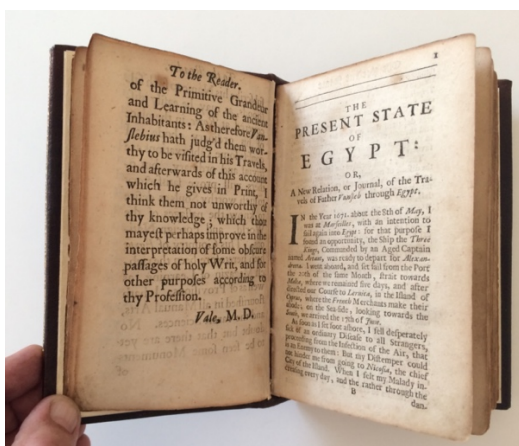 To the Reader.
of the Primitive Grandeur
and Learning of the ancient
Inhabitants: As therefore Van-
slebius hath judg'd them wor-
thy to be visited in his Travels,
and afterwards of this account
which he gives in Print, I
think them not unworthy of
thy knowledge; which thou
mayest perhaps improve in the
interpretation of some obscure
passages of holy Writ, and for
other purposes according to
thy Profession.
Vale, M. D.
1
THE
PRESENT STATE
OF
EGYPT:
OR,
A New Relation, or Journal, of the Tra-
vels of Father Vansleb through Egypt.
IN the Year 1671. about the 8th of May, I
was at Marseilles, with an intention to
sail again into Egypt: for that purpose I
found an opportunity, the Ship the Three
Kings, Commanded by an Aged Captain
named Arvan, was ready to depart for Alexan-
dretta. I went aboard, and set sail from the Port
the of the same Month, strait towards
Malta, where we remained five days, and after
directed our Course to Lernica, in the Island of
Cyprus, where the French Merchants make their
abode, on the Sea-side, looking towards the
South, we arrived the 17th of June.
As soon as I set foot ashore, I fell desperately
sick of an ordinary Disease to all Strangers,
proceeding from the Infection of the Air, that
is an Enemy to them: But my Distemper could
not hinder me from going to Nicosia, the chief
City of the Island. When I felt my Malady in-
creasing every day, and the rather through the
B
dan-